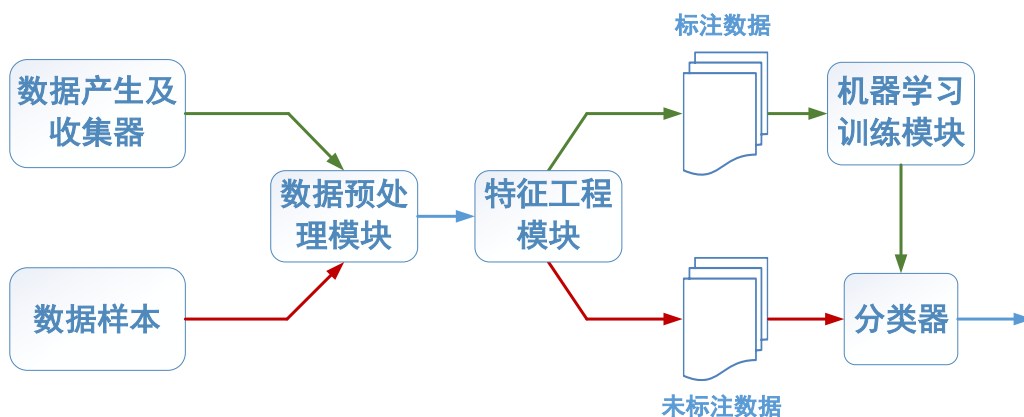 标注数据
数据产生及
收集器
机器学习
训练模块
数据预处
理模块
特征工程
模块
数据样本
分类器
未标注数据